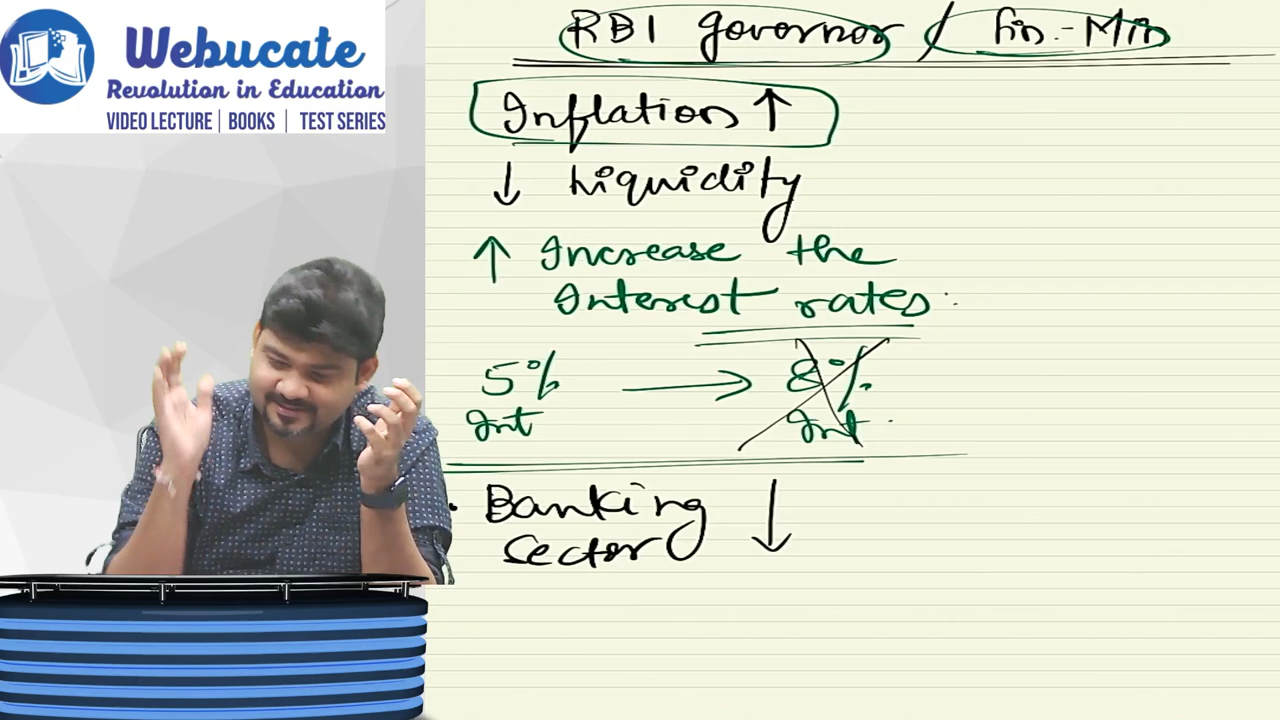 Webucate
Revolution in Education
VIDEO LECTURE | BOOKS | TEST SERIES
RBI governor / Fin.-Min
Inflation ↑
↓ Liquidity
↑ Increase the
Interest rates.
5% → 8%.
Int Int.
. Banking ↓
Sector